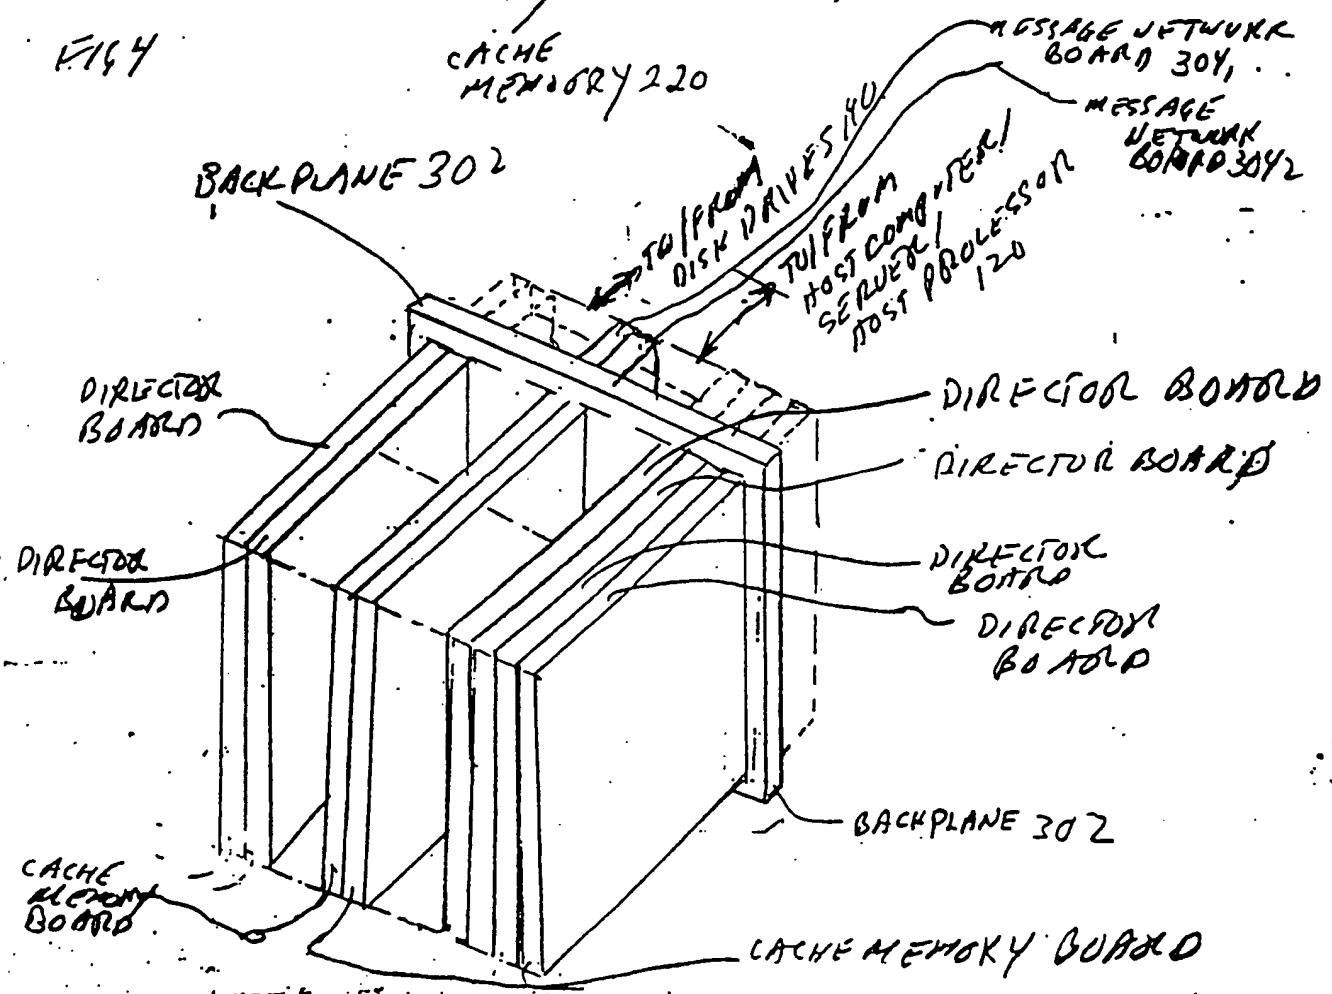 FIG 4
CACHE
MEMORY 220
MESSAGE NETWORK
BOARD 304₁
MESSAGE
NETWORK
BOARD 304₂
BACKPLANE 302
TO/FROM
DISK DRIVES 140
TO/FROM
HOST COMPUTER/
SERVER/
HOST PROCESSOR
120
DIRECTOR
BOARD
DIRECTOR BOARD
DIRECTOR BOARD
DIRECTOR
BOARD
DIRECTOR
BOARD
DIRECTOR
BOARD
BACKPLANE 302
CACHE
MEMORY
BOARD
CACHE MEMORY BOARD